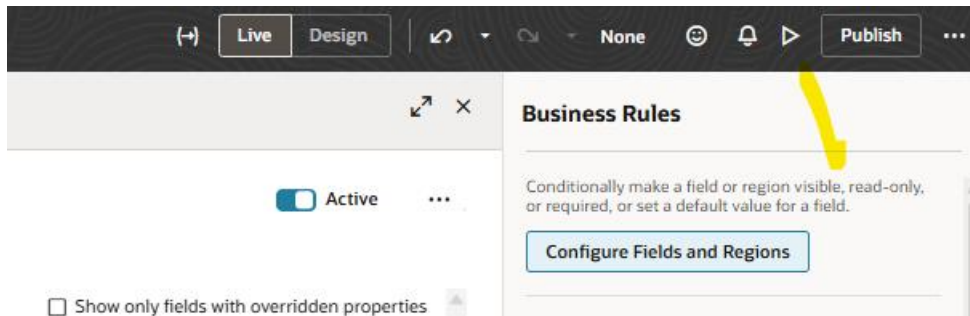 Live Design None Publish
Business Rules
Active
Conditionally make a field or region visible, read-only,
or required, or set a default value for a field.
Configure Fields and Regions
Show only fields with overridden properties